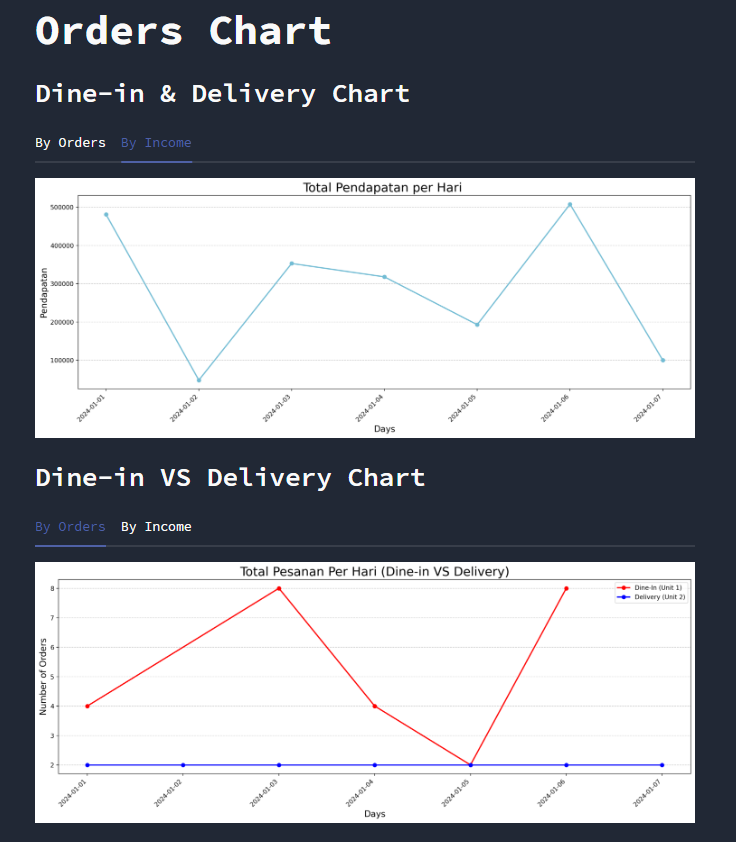 Orders Chart
Dine-in & Delivery Chart
By Orders By Income
Total Pendapatan per Hari
500000
400000
300000
200000
100000
Pendapatan
2024-01-01 2024-01-02 2024-01-03 2024-01-04 2024-01-05 2024-01-06 2024-01-07
Days
Dine-in VS Delivery Chart
By Orders By Income
Total Pesanan Per Hari (Dine-in VS Delivery)
Dine-In (Unit 1)
Delivery (Unit 2)
8
7
6
5
4
3
2
Number of Orders
2024-01-01 2024-01-02 2024-01-03 2024-01-04 2024-01-05 2024-01-06 2024-01-07
Days